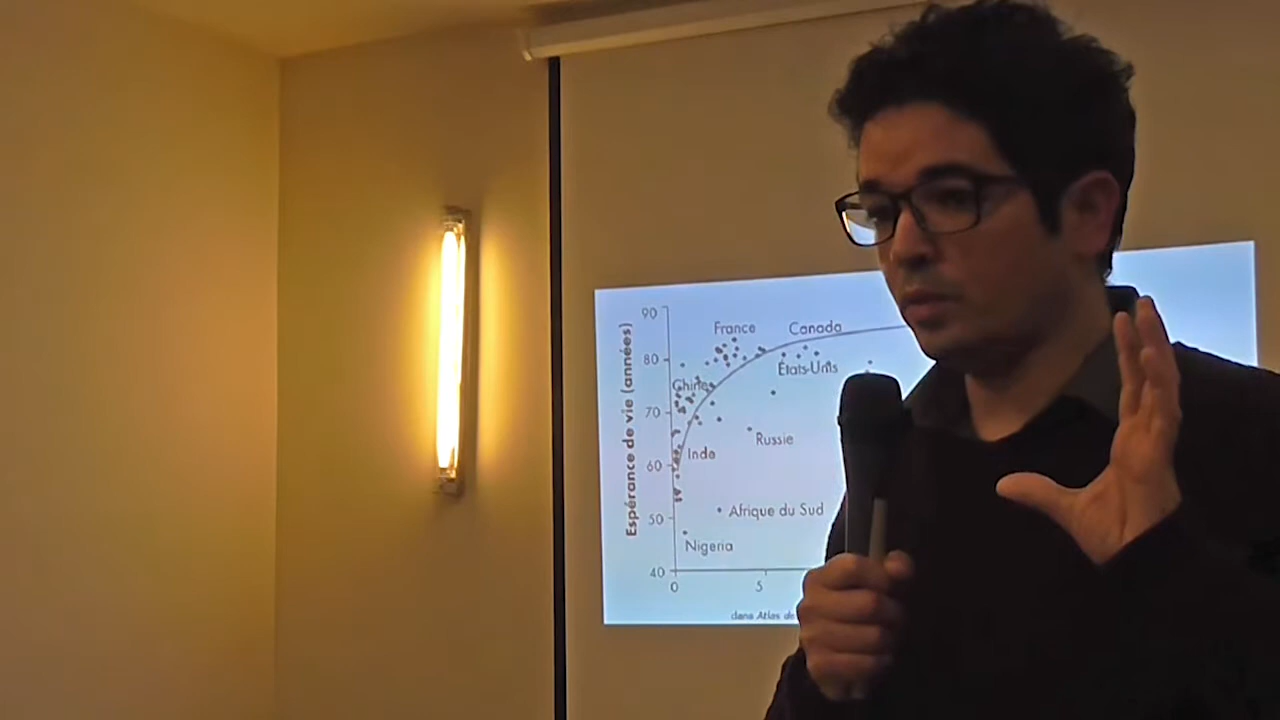 Espérance de vie (années)
90
80
70
60
50
40
0
5
France
Canada
États-Unis
Chine
Russie
Inde
Afrique du Sud
Nigeria
dans Atlas de